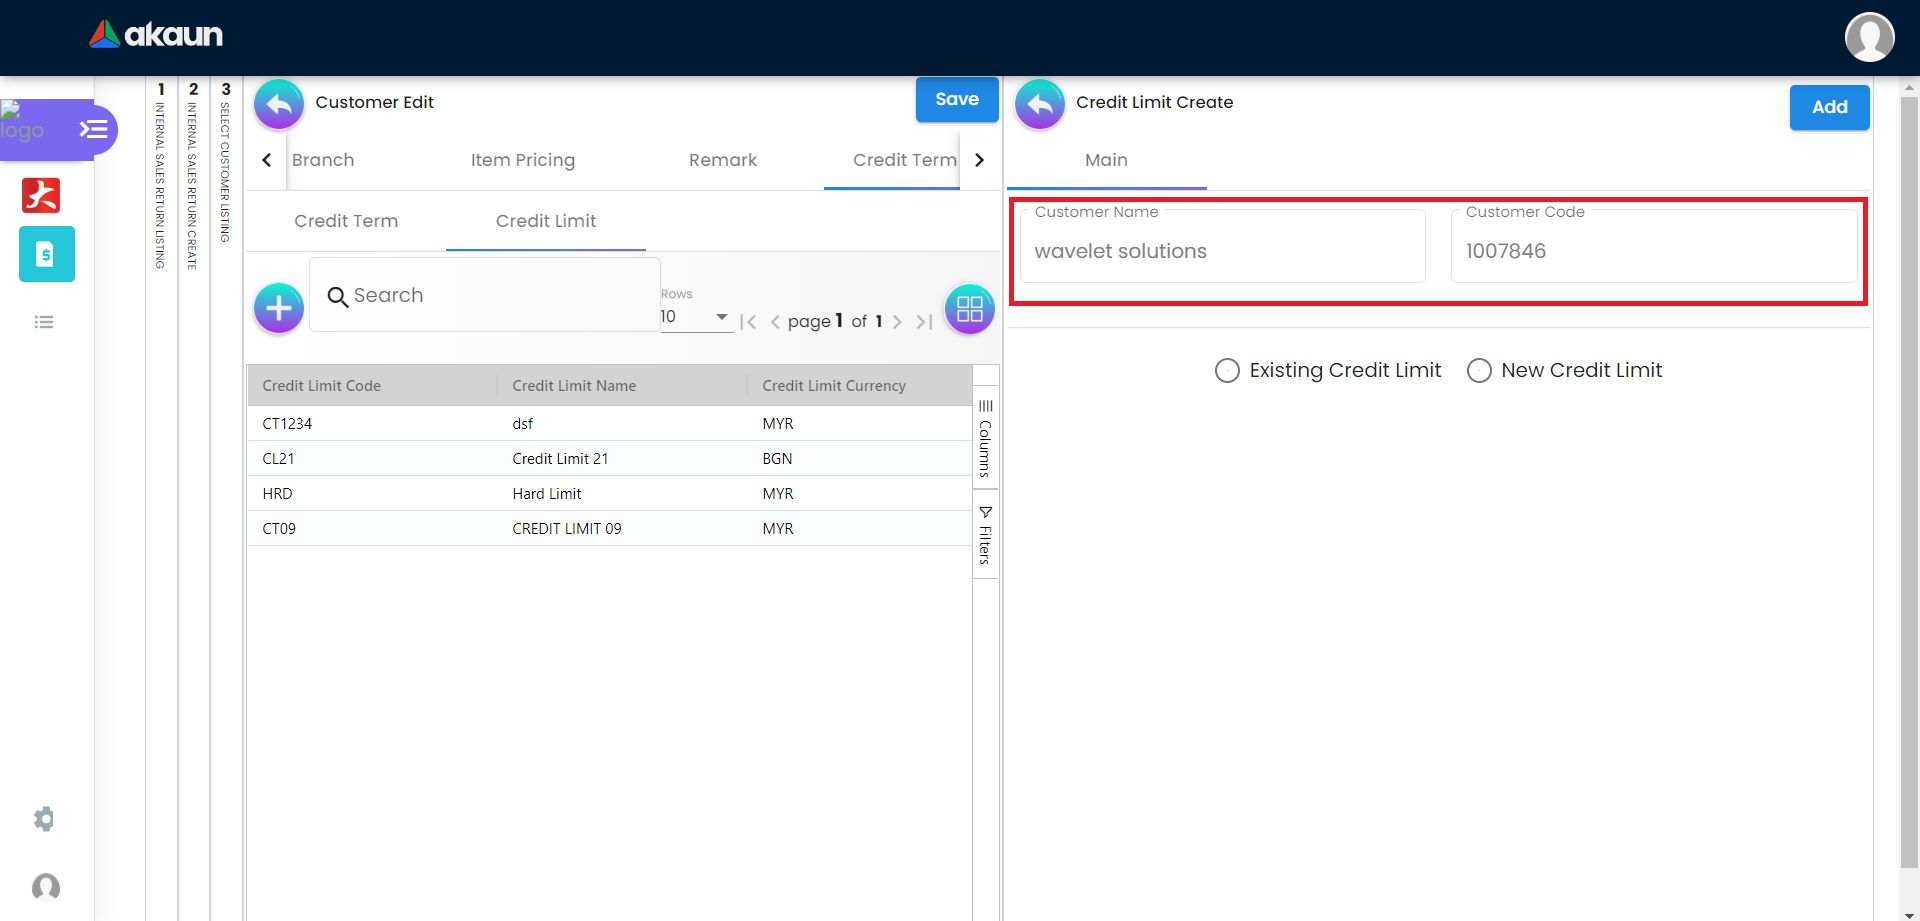 akaun
logo
1 INTERNAL SALES RETURN LISTING
2 INTERNAL SALES RETURN CREATE
3 SELECT CUSTOMER LISTING
Customer Edit
Save
Branch
Item Pricing
Remark
Credit Term
Credit Term
Credit Limit
Search
Rows
10
page 1 of 1
Credit Limit Code Credit Limit Name Credit Limit Currency
CT1234 dsf MYR
CL21 Credit Limit 21 BGN
HRD Hard Limit MYR
CT09 CREDIT LIMIT 09 MYR
Columns
Filters
Credit Limit Create
Add
Main
Customer Name
wavelet solutions
Customer Code
1007846
Existing Credit Limit
New Credit Limit